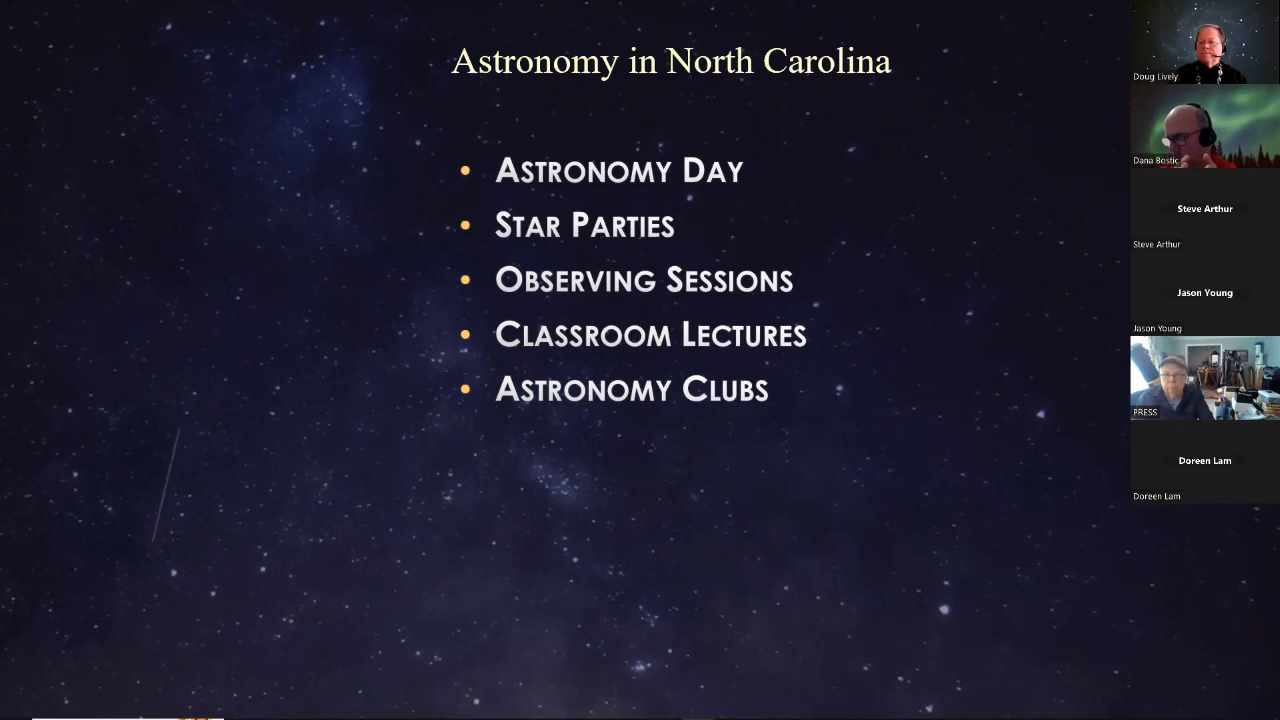 Astronomy in North Carolina
• Astronomy Day
• Star Parties
• Observing Sessions
• Classroom Lectures
• Astronomy Clubs
Doug Lively
Dana Bostic
Steve Arthur
Steve Arthur
Jason Young
Jason Young
PRESS
Doreen Lam
Doreen Lam